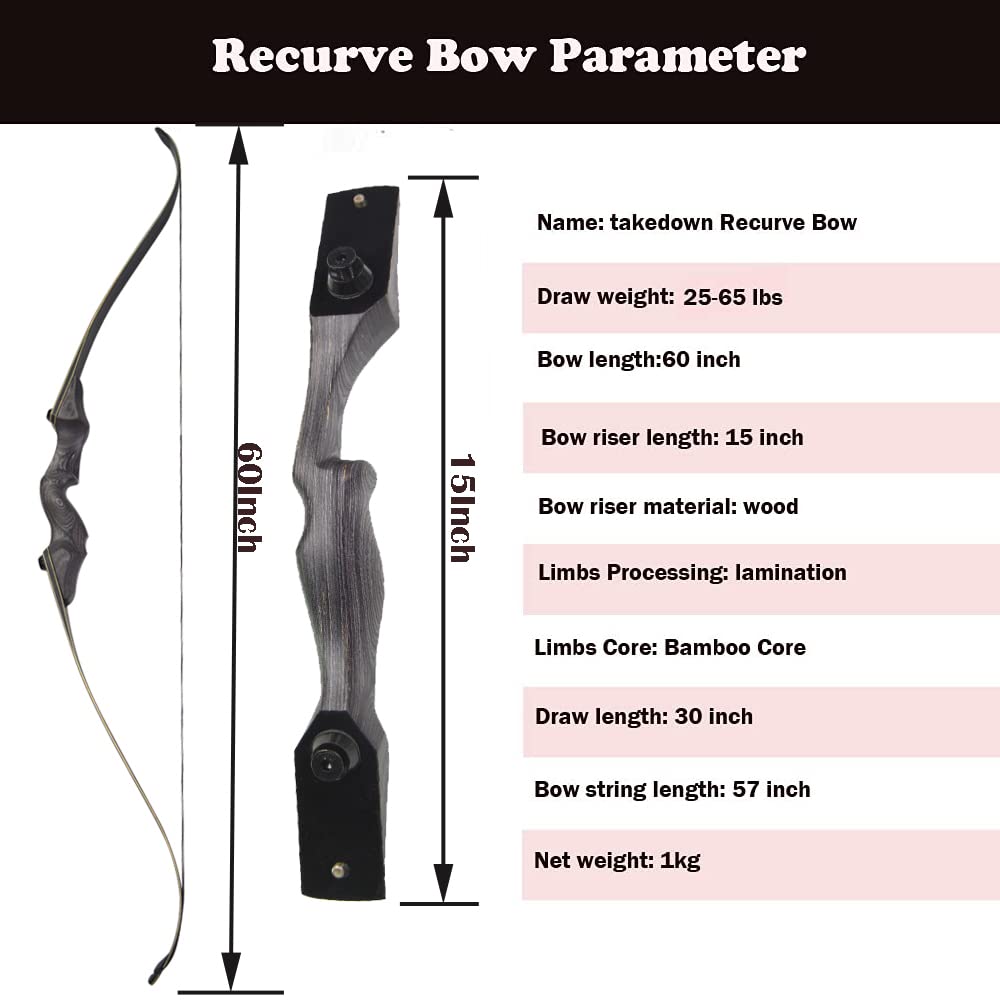 Recurve Bow Parameter
60Inch
15Inch
Name: takedown Recurve Bow
Draw weight: 25-65 lbs
Bow length:60 inch
Bow riser length: 15 inch
Bow riser material: wood
Limbs Processing: lamination
Limbs Core: Bamboo Core
Draw length: 30 inch
Bow string length: 57 inch
Net weight: 1kg